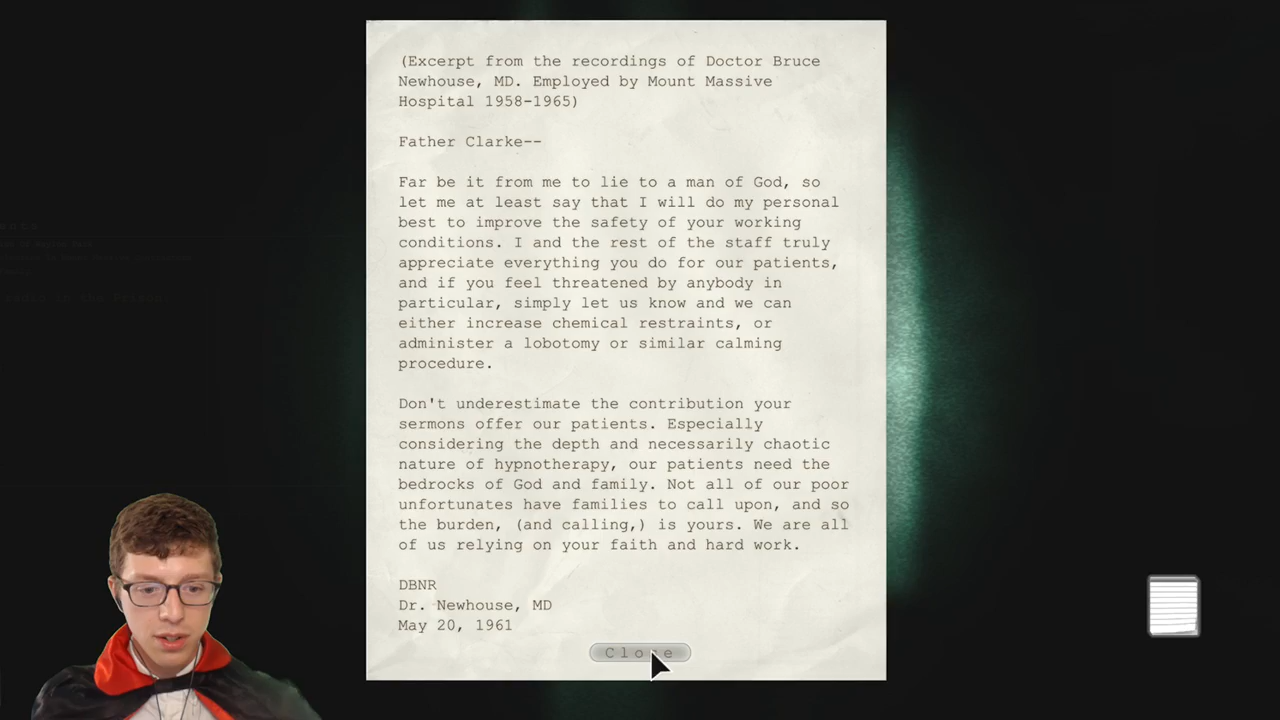 (Excerpt from the recordings of Doctor Bruce
Newhouse, MD. Employed by Mount Massive
Hospital 1958-1965)
Father Clarke--
Far be it from me to lie to a man of God, so
let me at least say that I will do my personal
best to improve the safety of your working
conditions. I and the rest of the staff truly
appreciate everything you do for our patients,
and if you feel threatened by anybody in
particular, simply let us know and we can
either increase chemical restraints, or
administer a lobotomy or similar calming
procedure.
Don't underestimate the contribution your
sermons offer our patients. Especially
considering the depth and necessarily chaotic
nature of hypnotherapy, our patients need the
bedrocks of God and family. Not all of our poor
unfortunates have families to call upon, and so
the burden, (and calling,) is yours. We are all
of us relying on your faith and hard work.
DBNR
Dr. Newhouse, MD
May 20, 1961
Close